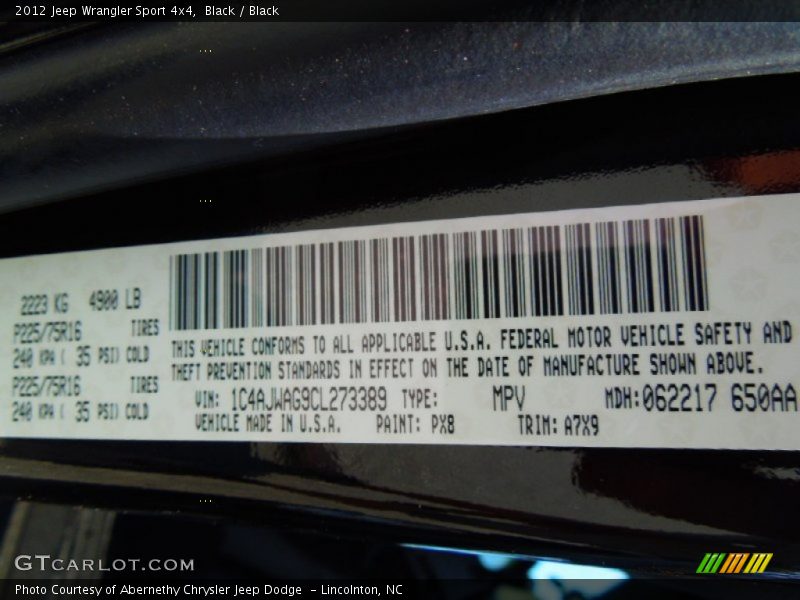 2012 Jeep Wrangler Sport 4x4, Black / Black
2223 KG 4900 LB
P225/75R16 TIRES
240 KPA ( 35 PSI) COLD
P225/75R16 TIRES
240 KPA ( 35 PSI) COLD
THIS VEHICLE CONFORMS TO ALL APPLICABLE U.S.A. FEDERAL MOTOR VEHICLE SAFETY AND
THEFT PREVENTION STANDARDS IN EFFECT ON THE DATE OF MANUFACTURE SHOWN ABOVE.
VIN: 1C4AJWAG9CL273389 TYPE: MPV MDH:062217 650AA
VEHICLE MADE IN U.S.A. PAINT: PX8 TRIM: A7X9
GTCARLOT.COM
Photo Courtesy of Abernethy Chrysler Jeep Dodge - Lincolnton, NC